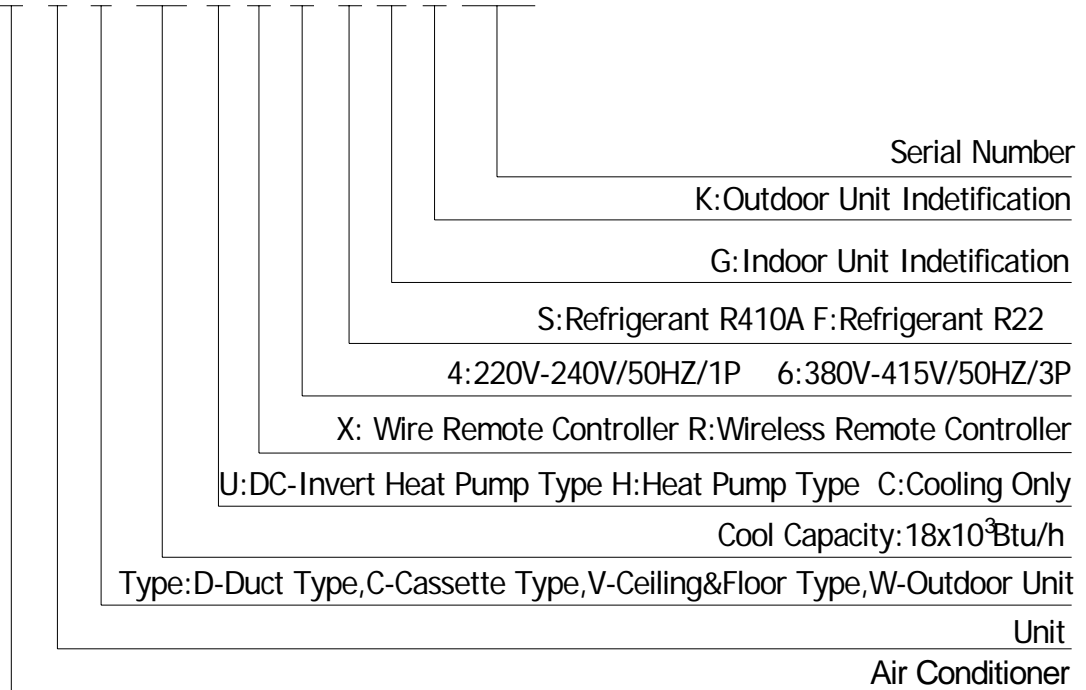 Serial Number
K:Outdoor Unit Indetification
G:Indoor Unit Indetification
S:Refrigerant R410A F:Refrigerant R22
4:220V-240V/50HZ/1P 6:380V-415V/50HZ/3P
X: Wire Remote Controller R:Wireless Remote Controller
U:DC-Invert Heat Pump Type H:Heat Pump Type C:Cooling Only
Cool Capacity:18x10³Btu/h
Type:D-Duct Type,C-Cassette Type,V-Ceiling&Floor Type,W-Outdoor Unit
Unit
Air Conditioner